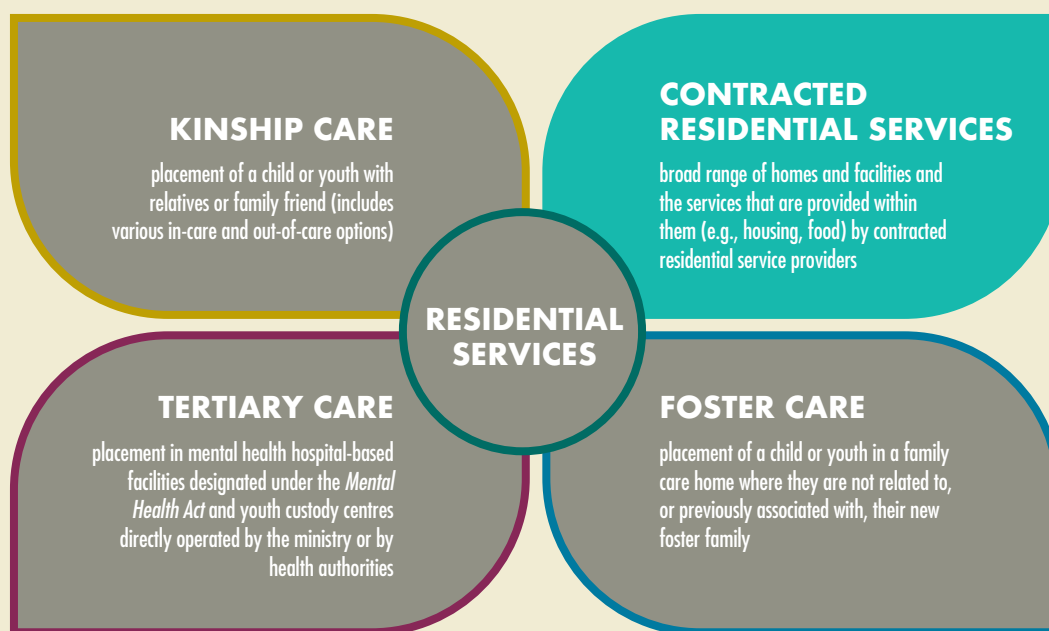 KINSHIP CARE
placement of a child or youth with
relatives or family friend (includes
various in-care and out-of-care options)
CONTRACTED
RESIDENTIAL SERVICES
broad range of homes and facilities and
the services that are provided within
them (e.g., housing, food) by contracted
residential service providers
RESIDENTIAL
SERVICES
TERTIARY CARE
placement in mental health hospital-based
facilities designated under the Mental
Health Act and youth custody centres
directly operated by the ministry or by
health authorities
FOSTER CARE
placement of a child or youth in a family
care home where they are not related to,
or previously associated with, their new
foster family